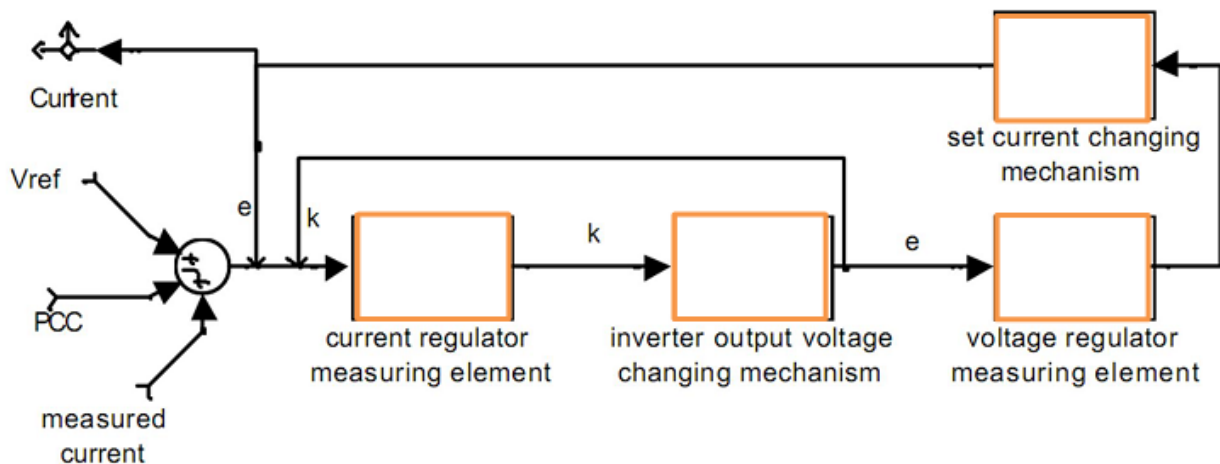 Current
set current changing
mechanism
Vref
e
k
k
e
PCC
current regulator
measuring element
inverter output voltage
changing mechanism
voltage regulator
measuring element
measured
current